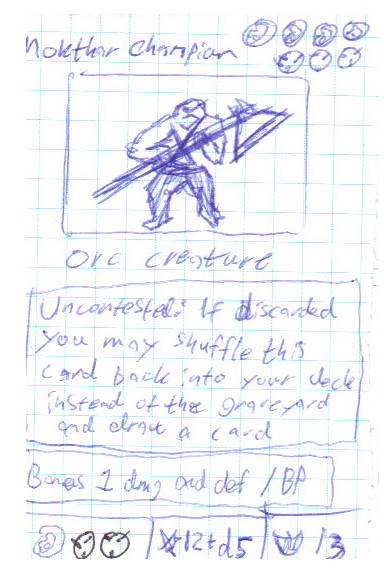 Mokthar Champion
Orc creature
Uncontested: If discarded
you may shuffle this
card back into your deck
instead of the graveyard
and draw a card
Bonus 1 dmg and def / BP
12+d5
13